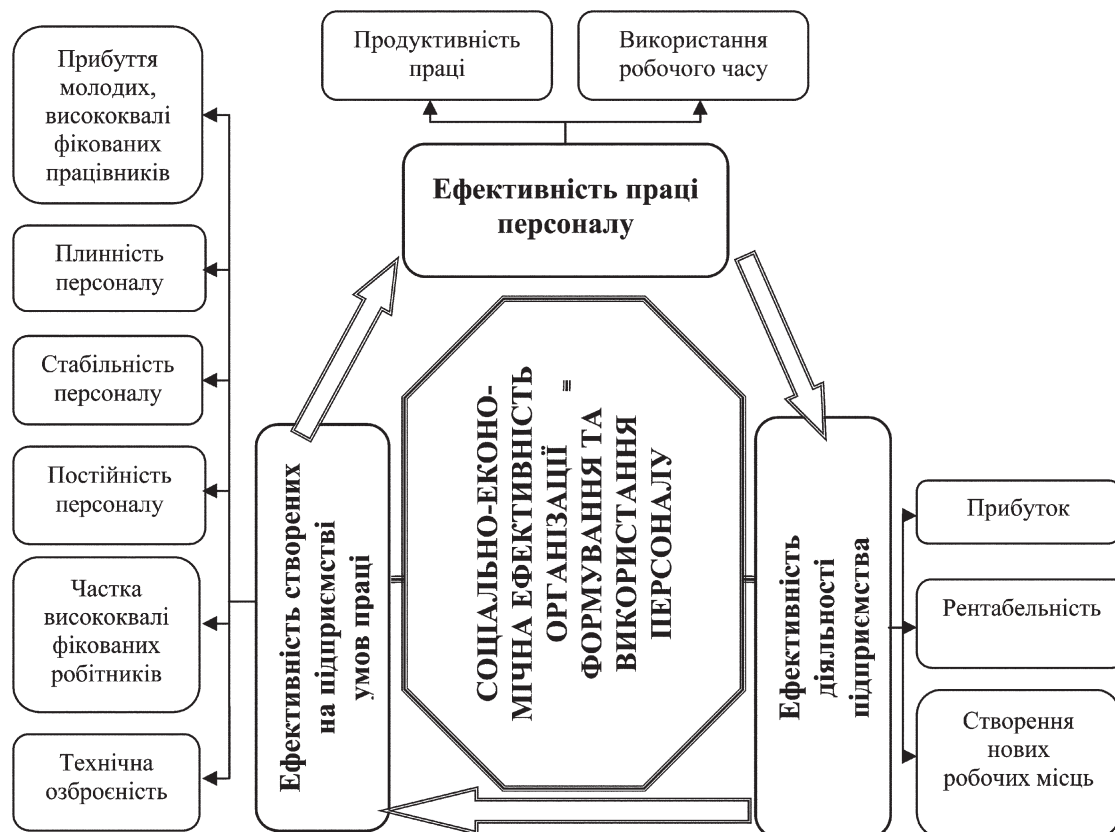 Прибуття
молодих,
висококвалі
фікованих
працівників
Плинність
персоналу
Стабільність
персоналу
Постійність
персоналу
Частка
висококвалі
фікованих
робітників
Технічна
озброєність
Продуктивність
праці
Використання
робочого часу
Ефективність праці
персоналу
Ефективність створених
на підприємстві
умов праці
СОЦІАЛЬНО-ЕКОНО-
МІЧНА ЕФЕКТИВНІСТЬ
ОРГАНІЗАЦІЇ =
ФОРМУВАННЯ ТА
ВИКОРИСТАННЯ
ПЕРСОНАЛУ
Ефективність
діяльності
підприємства
Прибуток
Рентабельність
Створення
нових
робочих місць